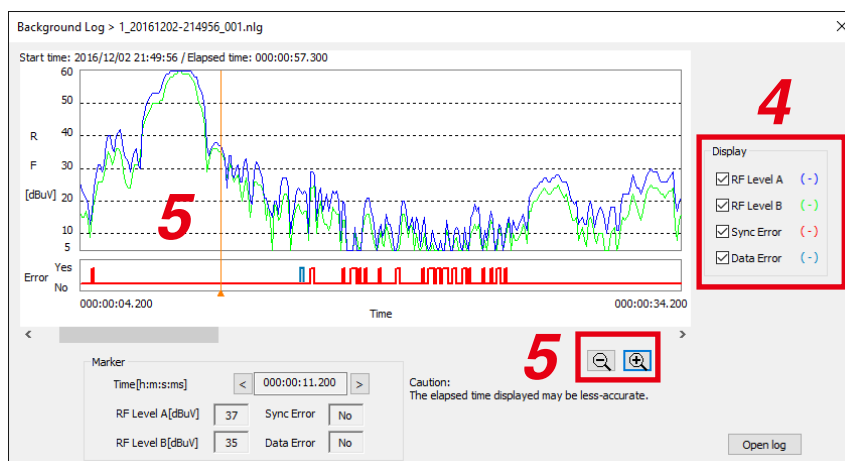 Background Log > 1_20161202-214956_001.nlg
Start time: 2016/12/02 21:49:56 / Elapsed time: 000:00:57.300
60
50
R 40
F 30
[dBuV] 20
10
5
5
Error Yes
No
000:00:04.200 000:00:34.200
Time
4
Display
RF Level A (-)
RF Level B (-)
Sync Error (-)
Data Error (-)
< >
5
Marker
Time[h:m:s:ms] < 000:00:11.200 >
RF Level A[dBuV] 37 Sync Error No
RF Level B[dBuV] 35 Data Error No
Caution:
The elapsed time displayed may be less-accurate.
Open log